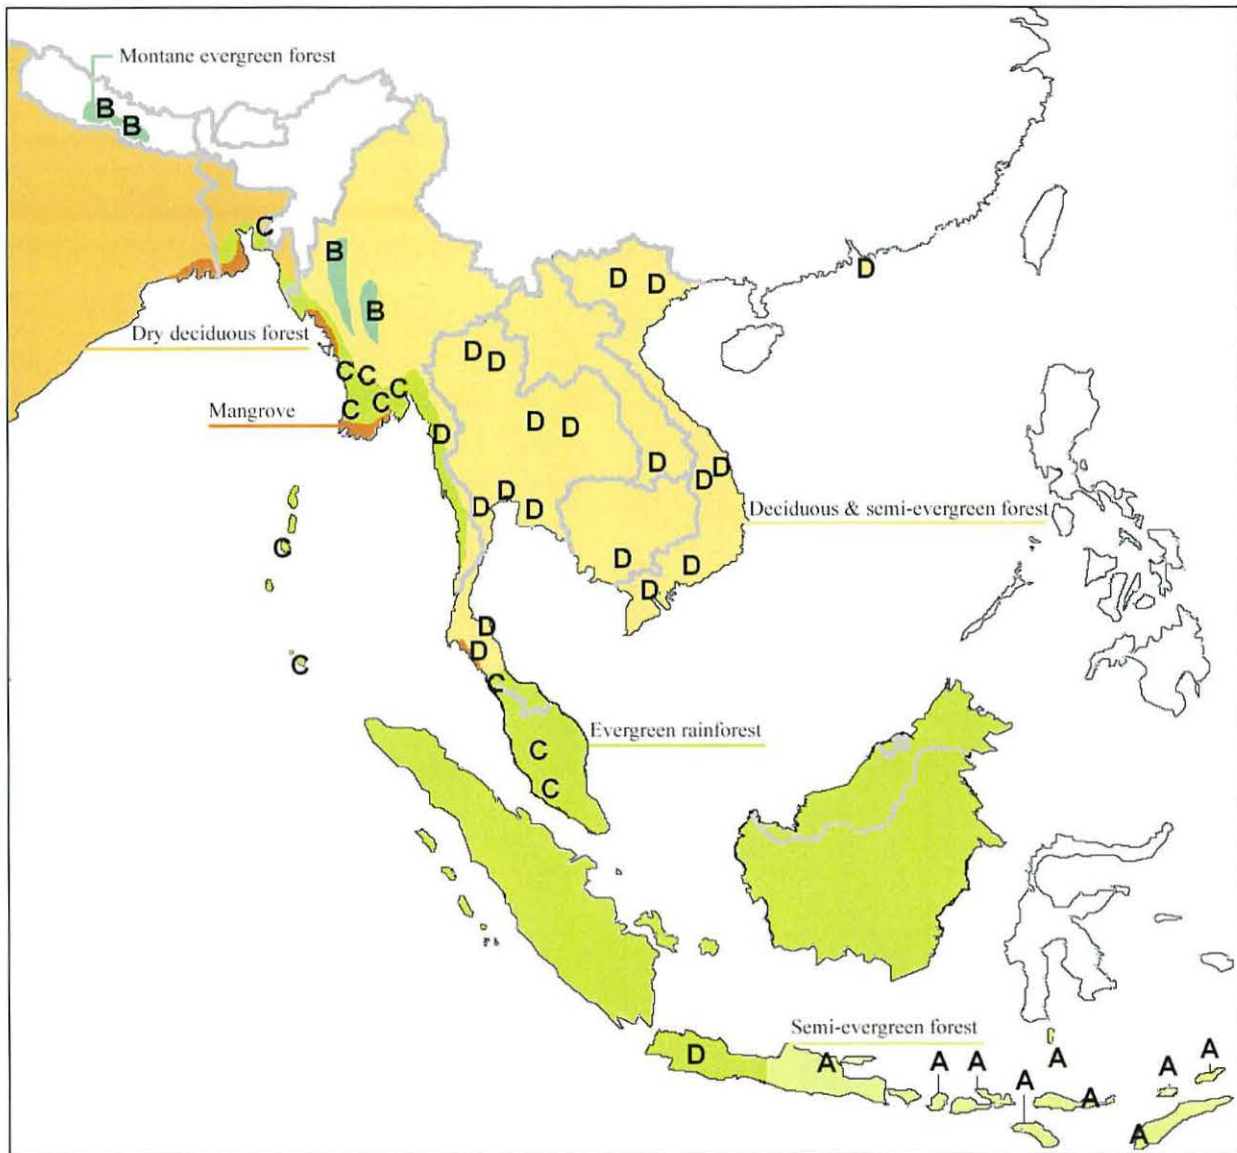 Montane evergreen forest
B
B
C
B
D
D
D
B
Dry deciduous forest
D
D
C
C
C
C
C
Mangrove
D
D
D
D
D
D
D
D
D
D
Deciduous & semi-evergreen forest
C
D
D
D
D
D
C
C
Evergreen rainforest
C
C
Semi-evergreen forest
D
A
A
A
A
A
A
A
A
A